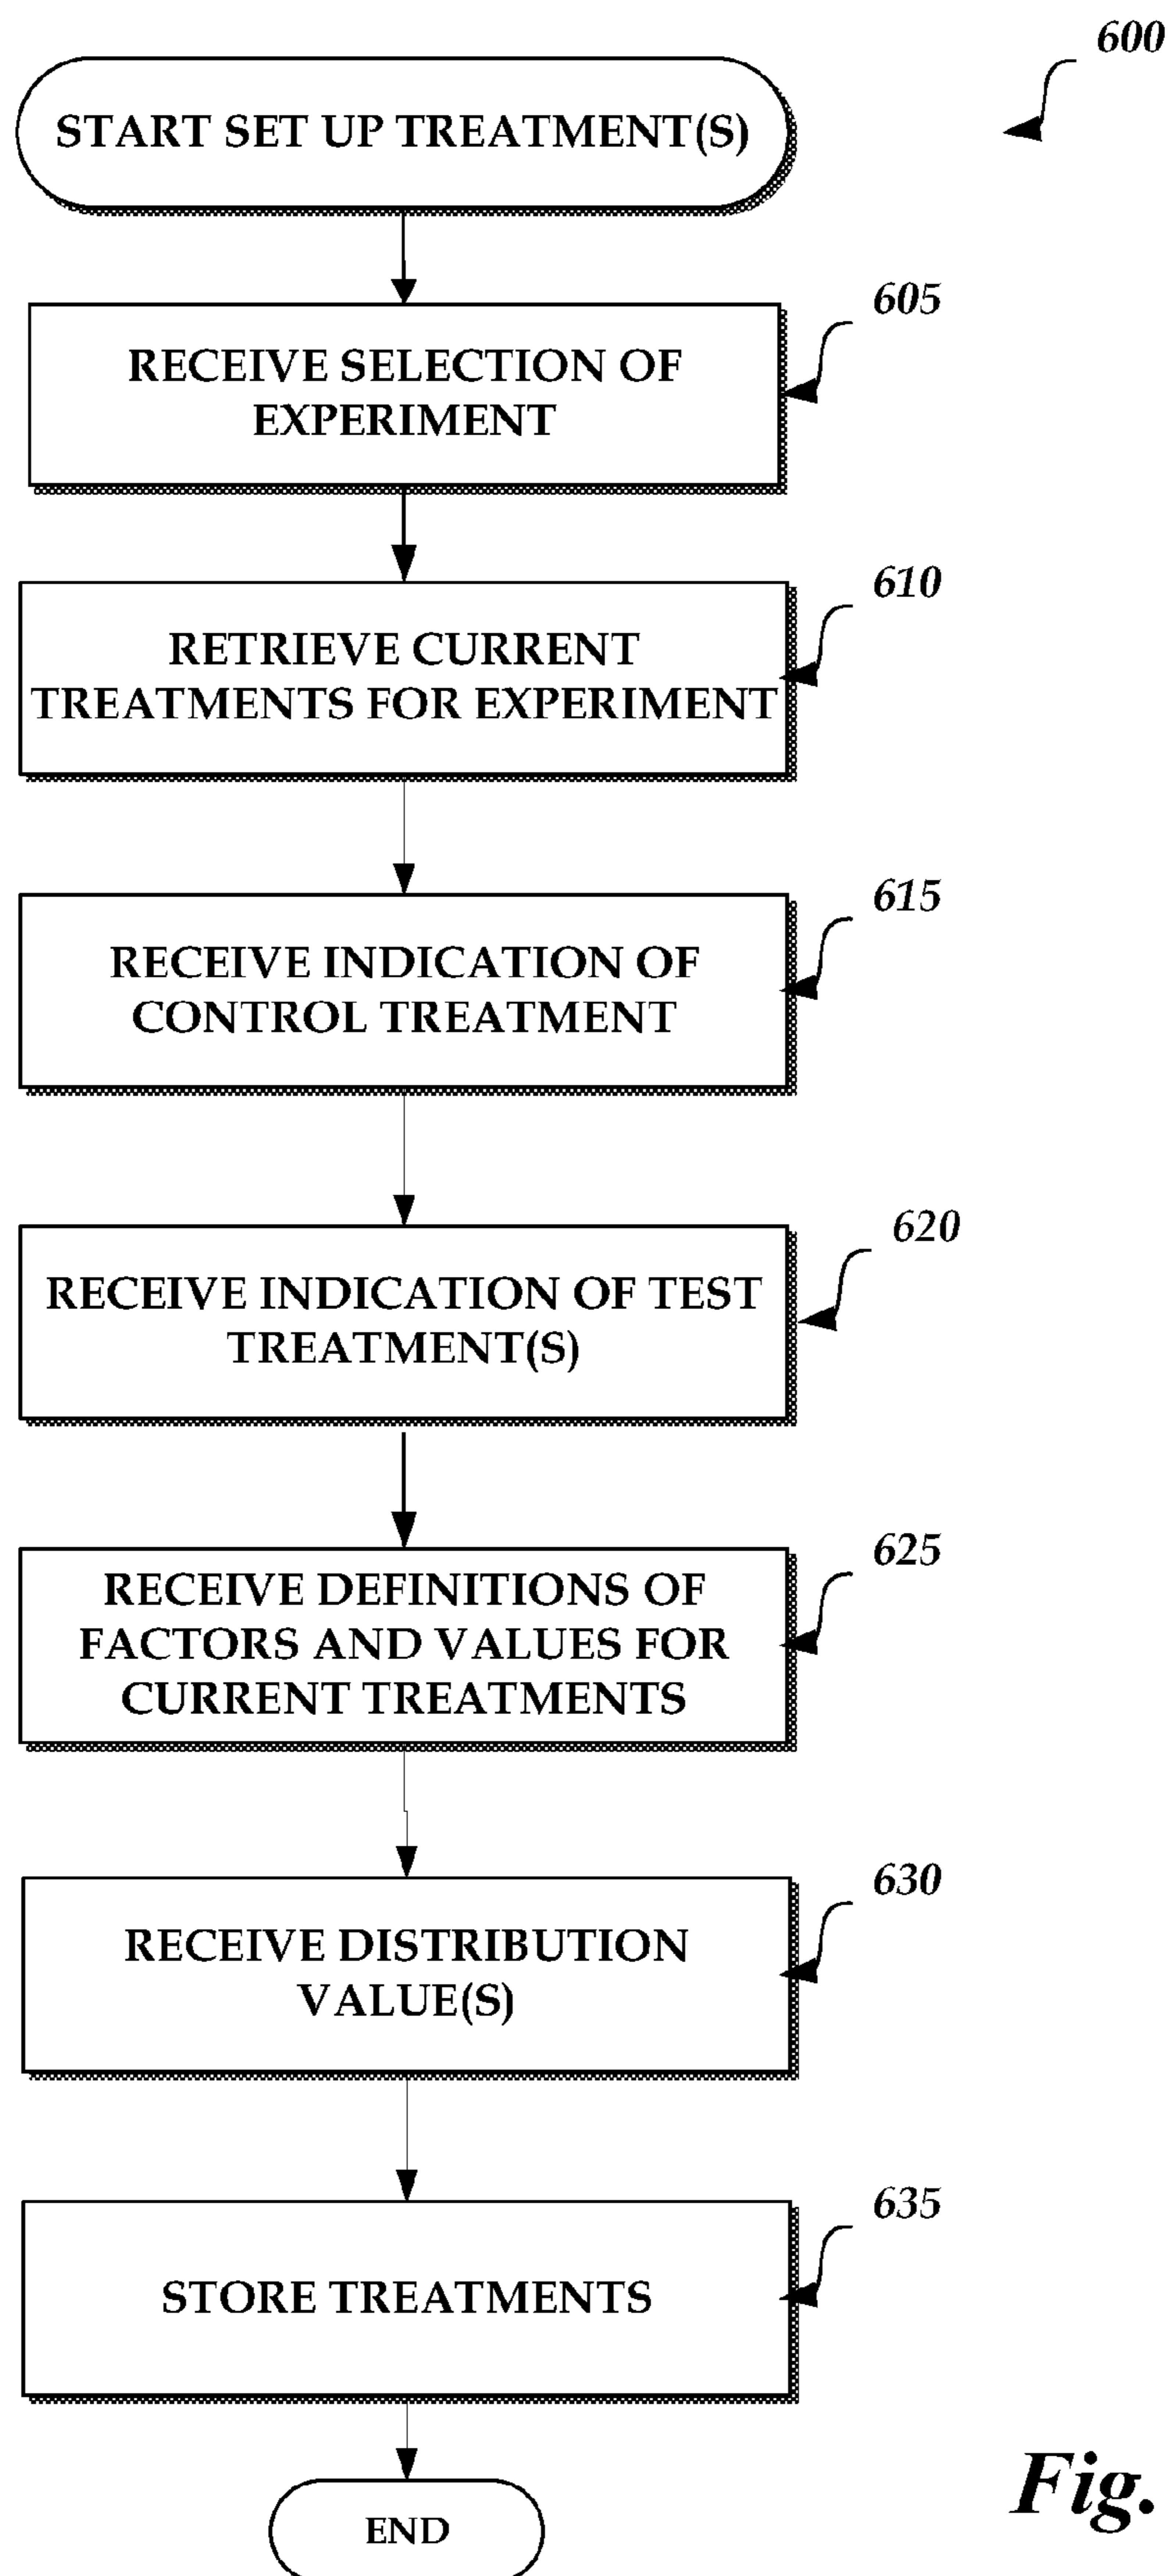 600
START SET UP TREATMENT(S)
605
RECEIVE SELECTION OF
EXPERIMENT
610
RETRIEVE CURRENT
TREATMENTS FOR EXPERIMENT
615
RECEIVE INDICATION OF
CONTROL TREATMENT
620
RECEIVE INDICATION OF TEST
TREATMENT(S)
625
RECEIVE DEFINITIONS OF
FACTORS AND VALUES FOR
CURRENT TREATMENTS
630
RECEIVE DISTRIBUTION
VALUE(S)
635
STORE TREATMENTS
END
Fig.